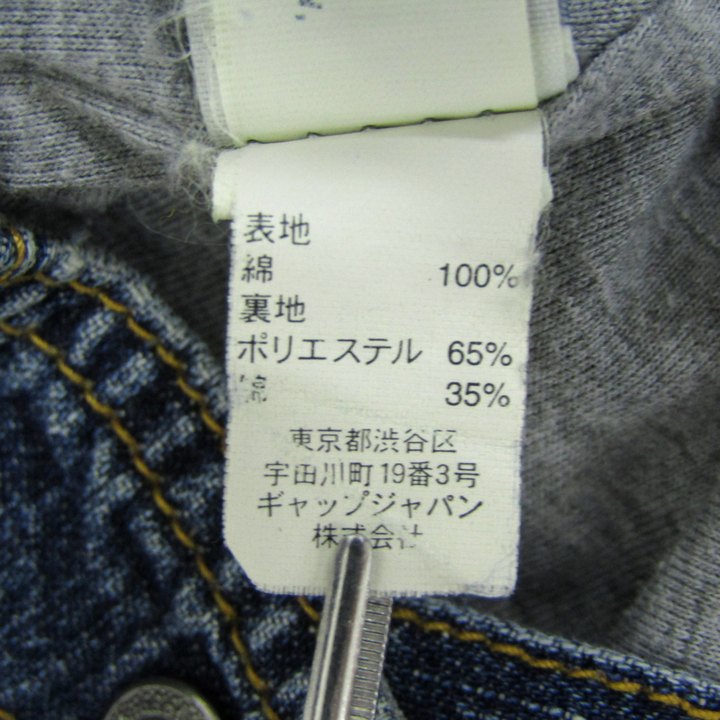 表地
綿 100%
裏地
ポリエステル 65%
綿 35%
東京都渋谷区
宇田川町19番3号
ギャップジャパン
株式会社